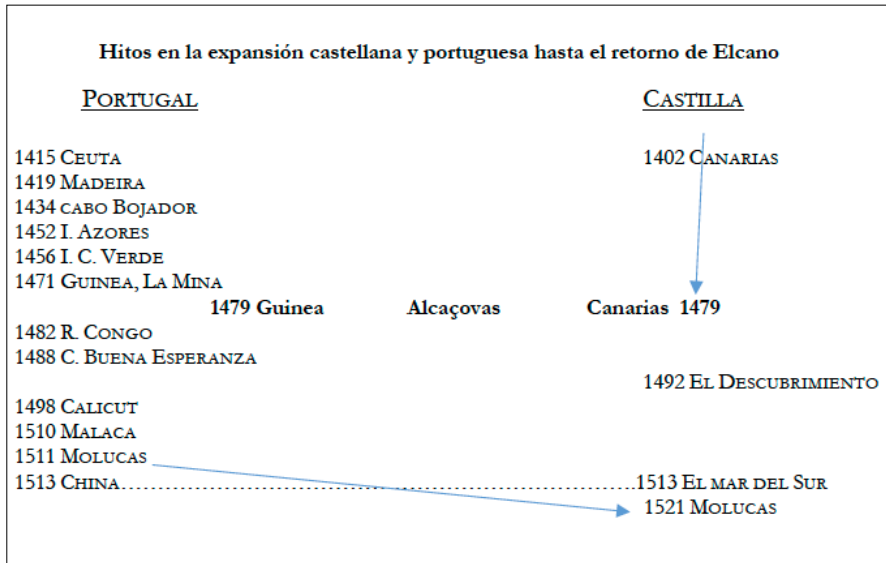 Hitos en la expansión castellana y portuguesa hasta el retorno de Elcano
PORTUGAL CASTILLA
1415 CEUTA 1402 CANARIAS
1419 MADEIRA
1434 CABO BOJADOR
1452 I. AZORES
1456 I. C. VERDE
1471 GUINEA, LA MINA
1479 Guinea Alcaçovas Canarias 1479
1482 R. CONGO
1488 C. BUENA ESPERANZA
1492 EL DESCUBRIMIENTO
1498 CALICUT
1510 MALACA
1511 MOLUCAS
1513 CHINA……………………………………………………………1513 EL MAR DEL SUR
1521 MOLUCAS